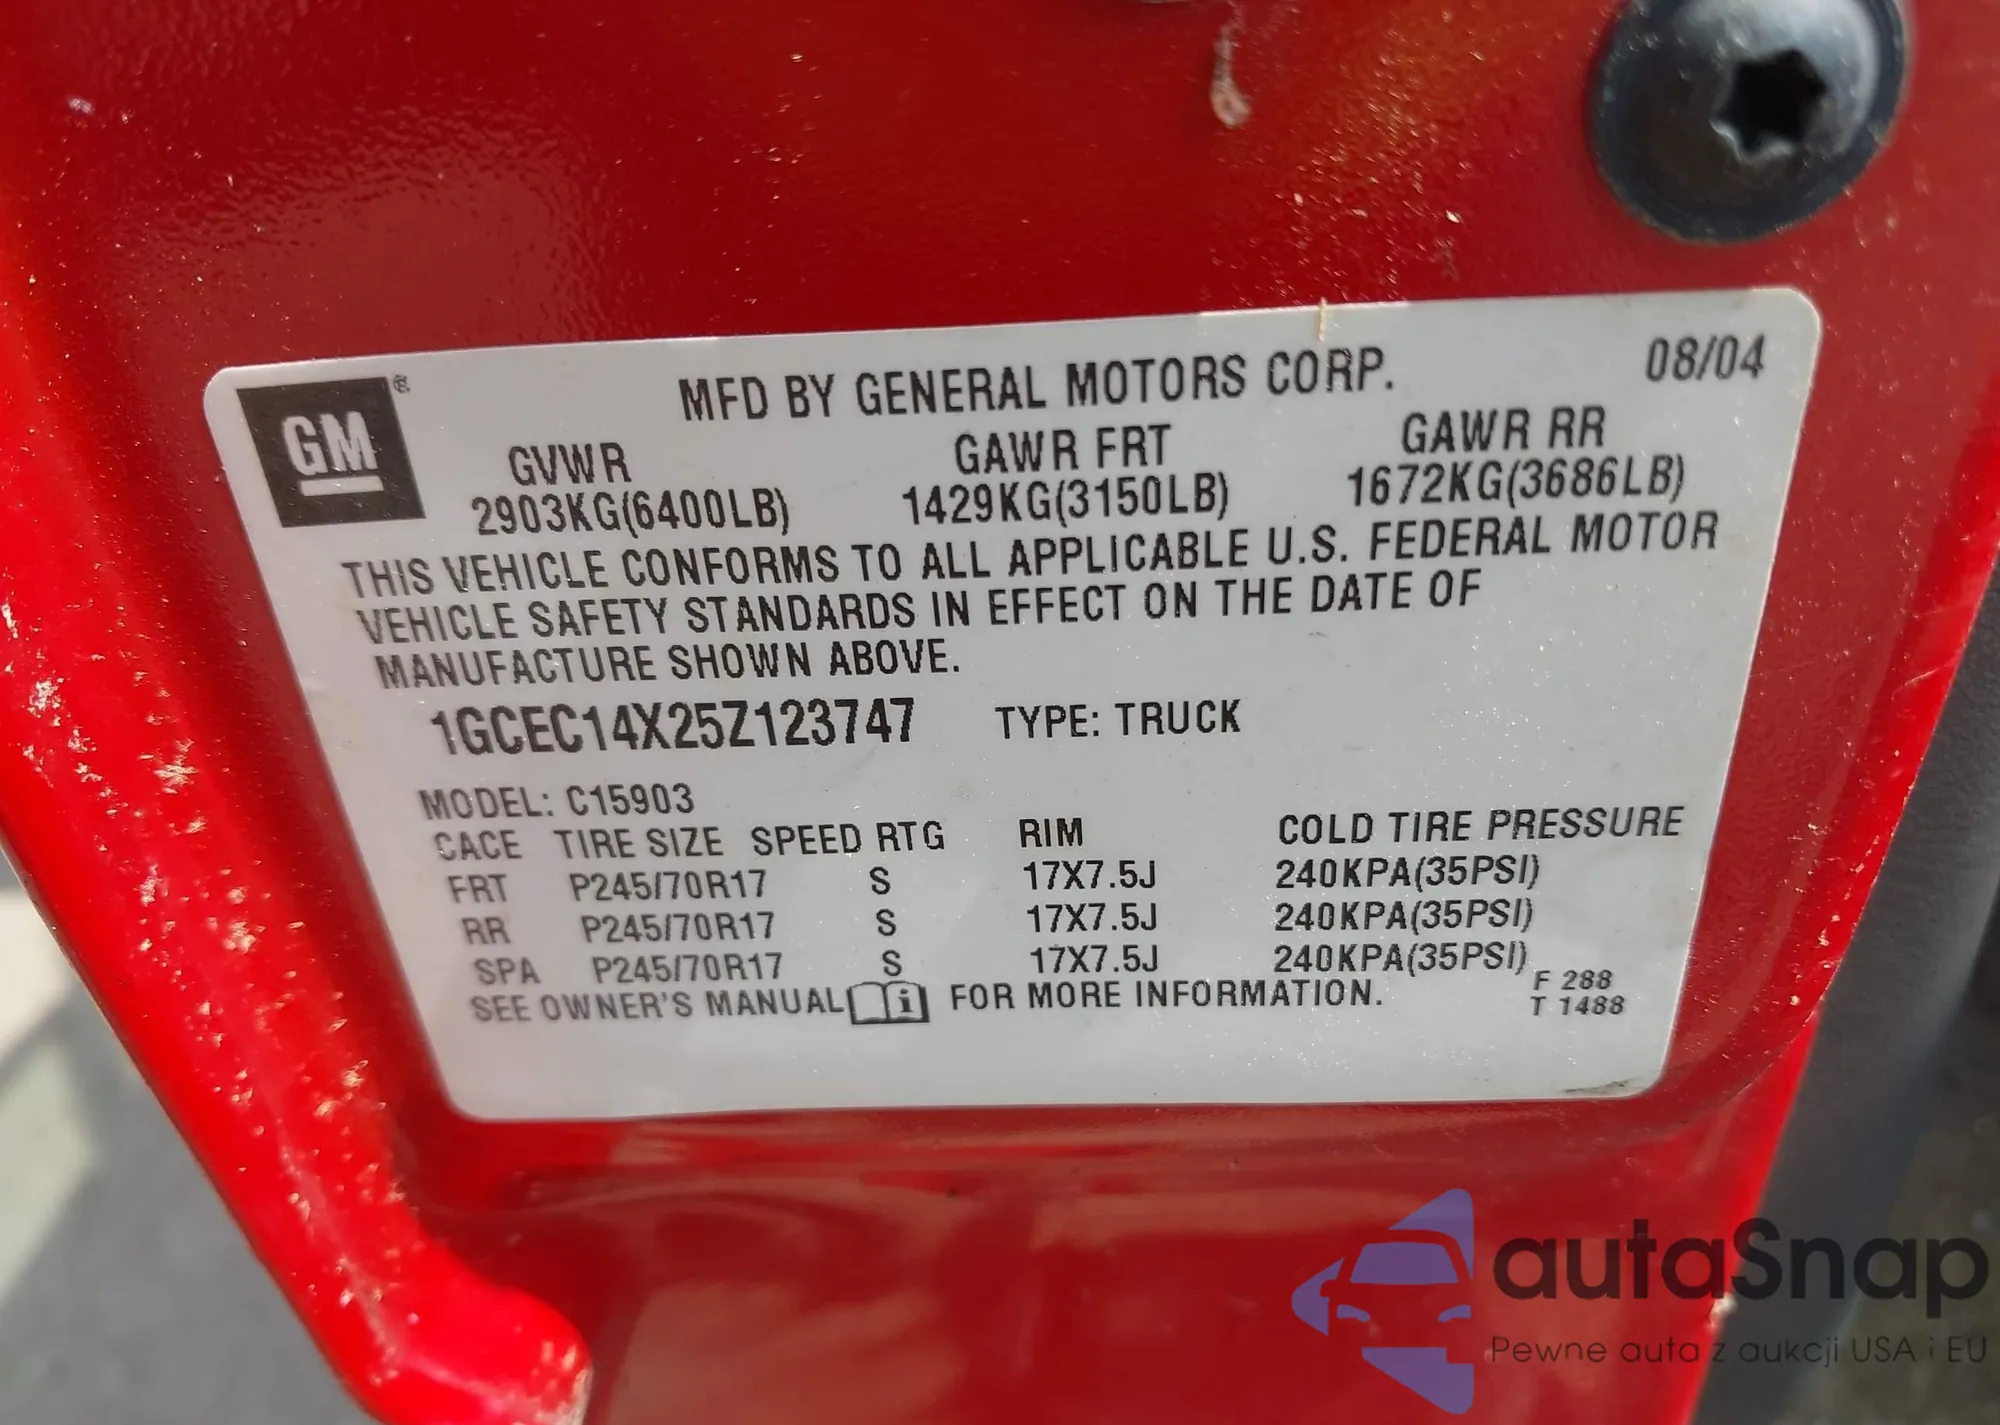 MFD BY GENERAL MOTORS CORP. 08/04
GM®
GVWR GAWR FRT GAWR RR
2903KG(6400LB) 1429KG(3150LB) 1672KG(3686LB)
THIS VEHICLE CONFORMS TO ALL APPLICABLE U.S. FEDERAL MOTOR
VEHICLE SAFETY STANDARDS IN EFFECT ON THE DATE OF
MANUFACTURE SHOWN ABOVE.
1GCEC14X25Z123747 TYPE: TRUCK
MODEL: C15903
CACE TIRE SIZE SPEED RTG RIM COLD TIRE PRESSURE
FRT P245/70R17 S 17X7.5J 240KPA(35PSI)
RR P245/70R17 S 17X7.5J 240KPA(35PSI)
SPA P245/70R17 S 17X7.5J 240KPA(35PSI)
SEE OWNER'S MANUAL i FOR MORE INFORMATION.
F 288
T 1488
autaSnap
Pewne auta z aukcji USA i EU